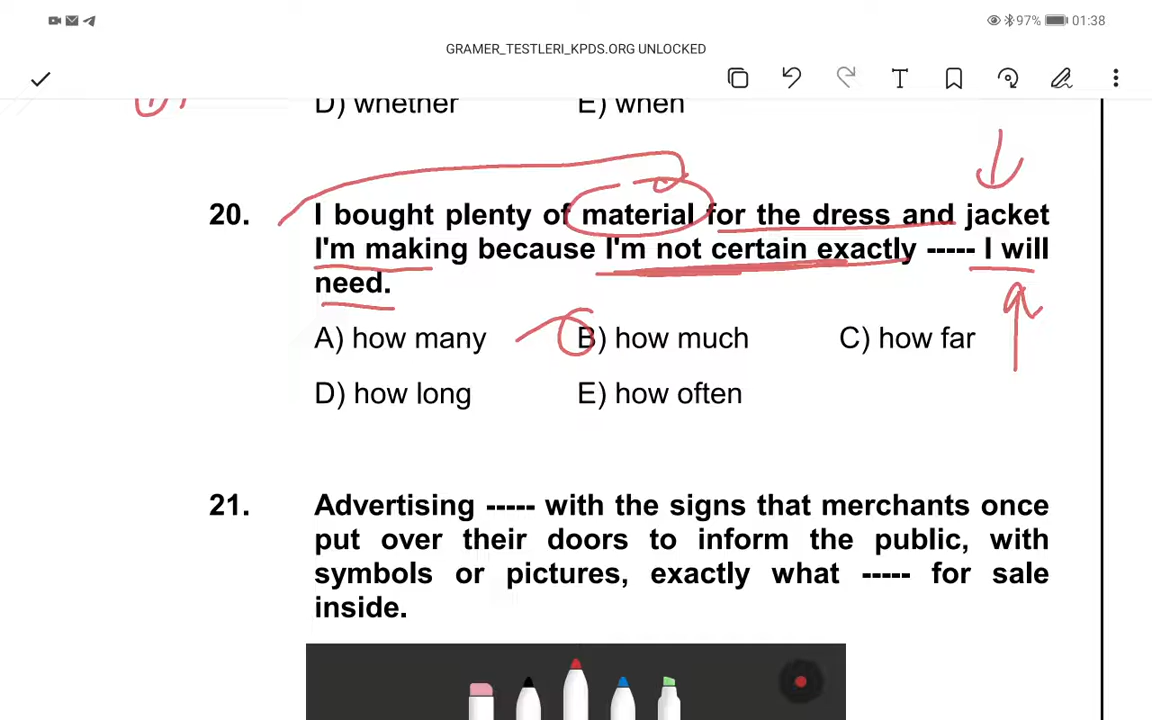 97% 01:38
GRAMER_TESTLERI_KPDS.ORG UNLOCKED
D) whether E) when
20. I bought plenty of material for the dress and jacket
I'm making because I'm not certain exactly ----- I will
need.
A) how many B) how much C) how far
D) how long E) how often
21. Advertising ----- with the signs that merchants once
put over their doors to inform the public, with
symbols or pictures, exactly what ----- for sale
inside.